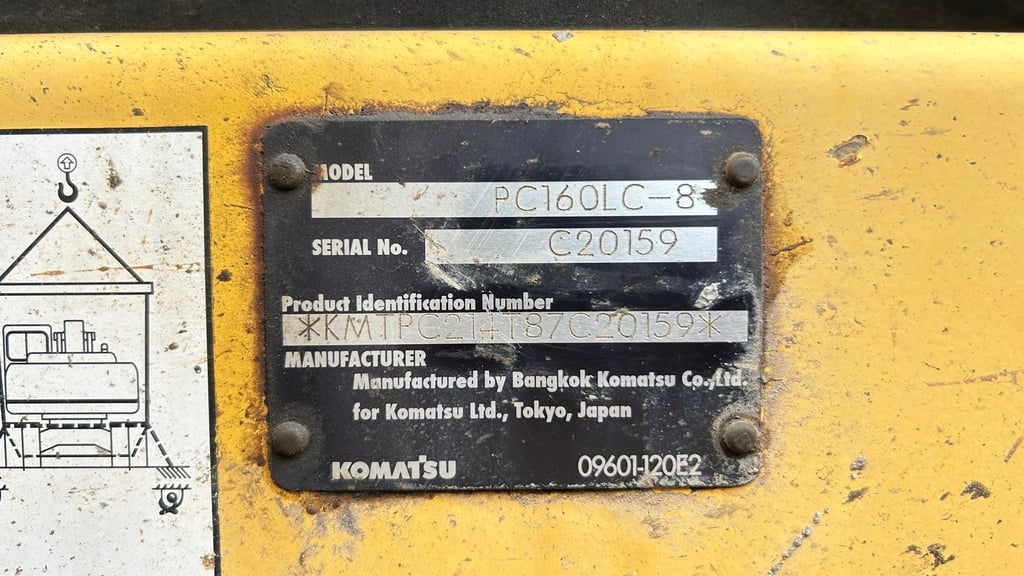 MODEL
PC160LC-8
SERIAL No.
C20159
Product Identification Number
*KMTPC214T87C20159*
MANUFACTURER
Manufactured by Bangkok Komatsu Co.,Ltd.
for Komatsu Ltd., Tokyo, Japan
KOMATSU
09601-120E2